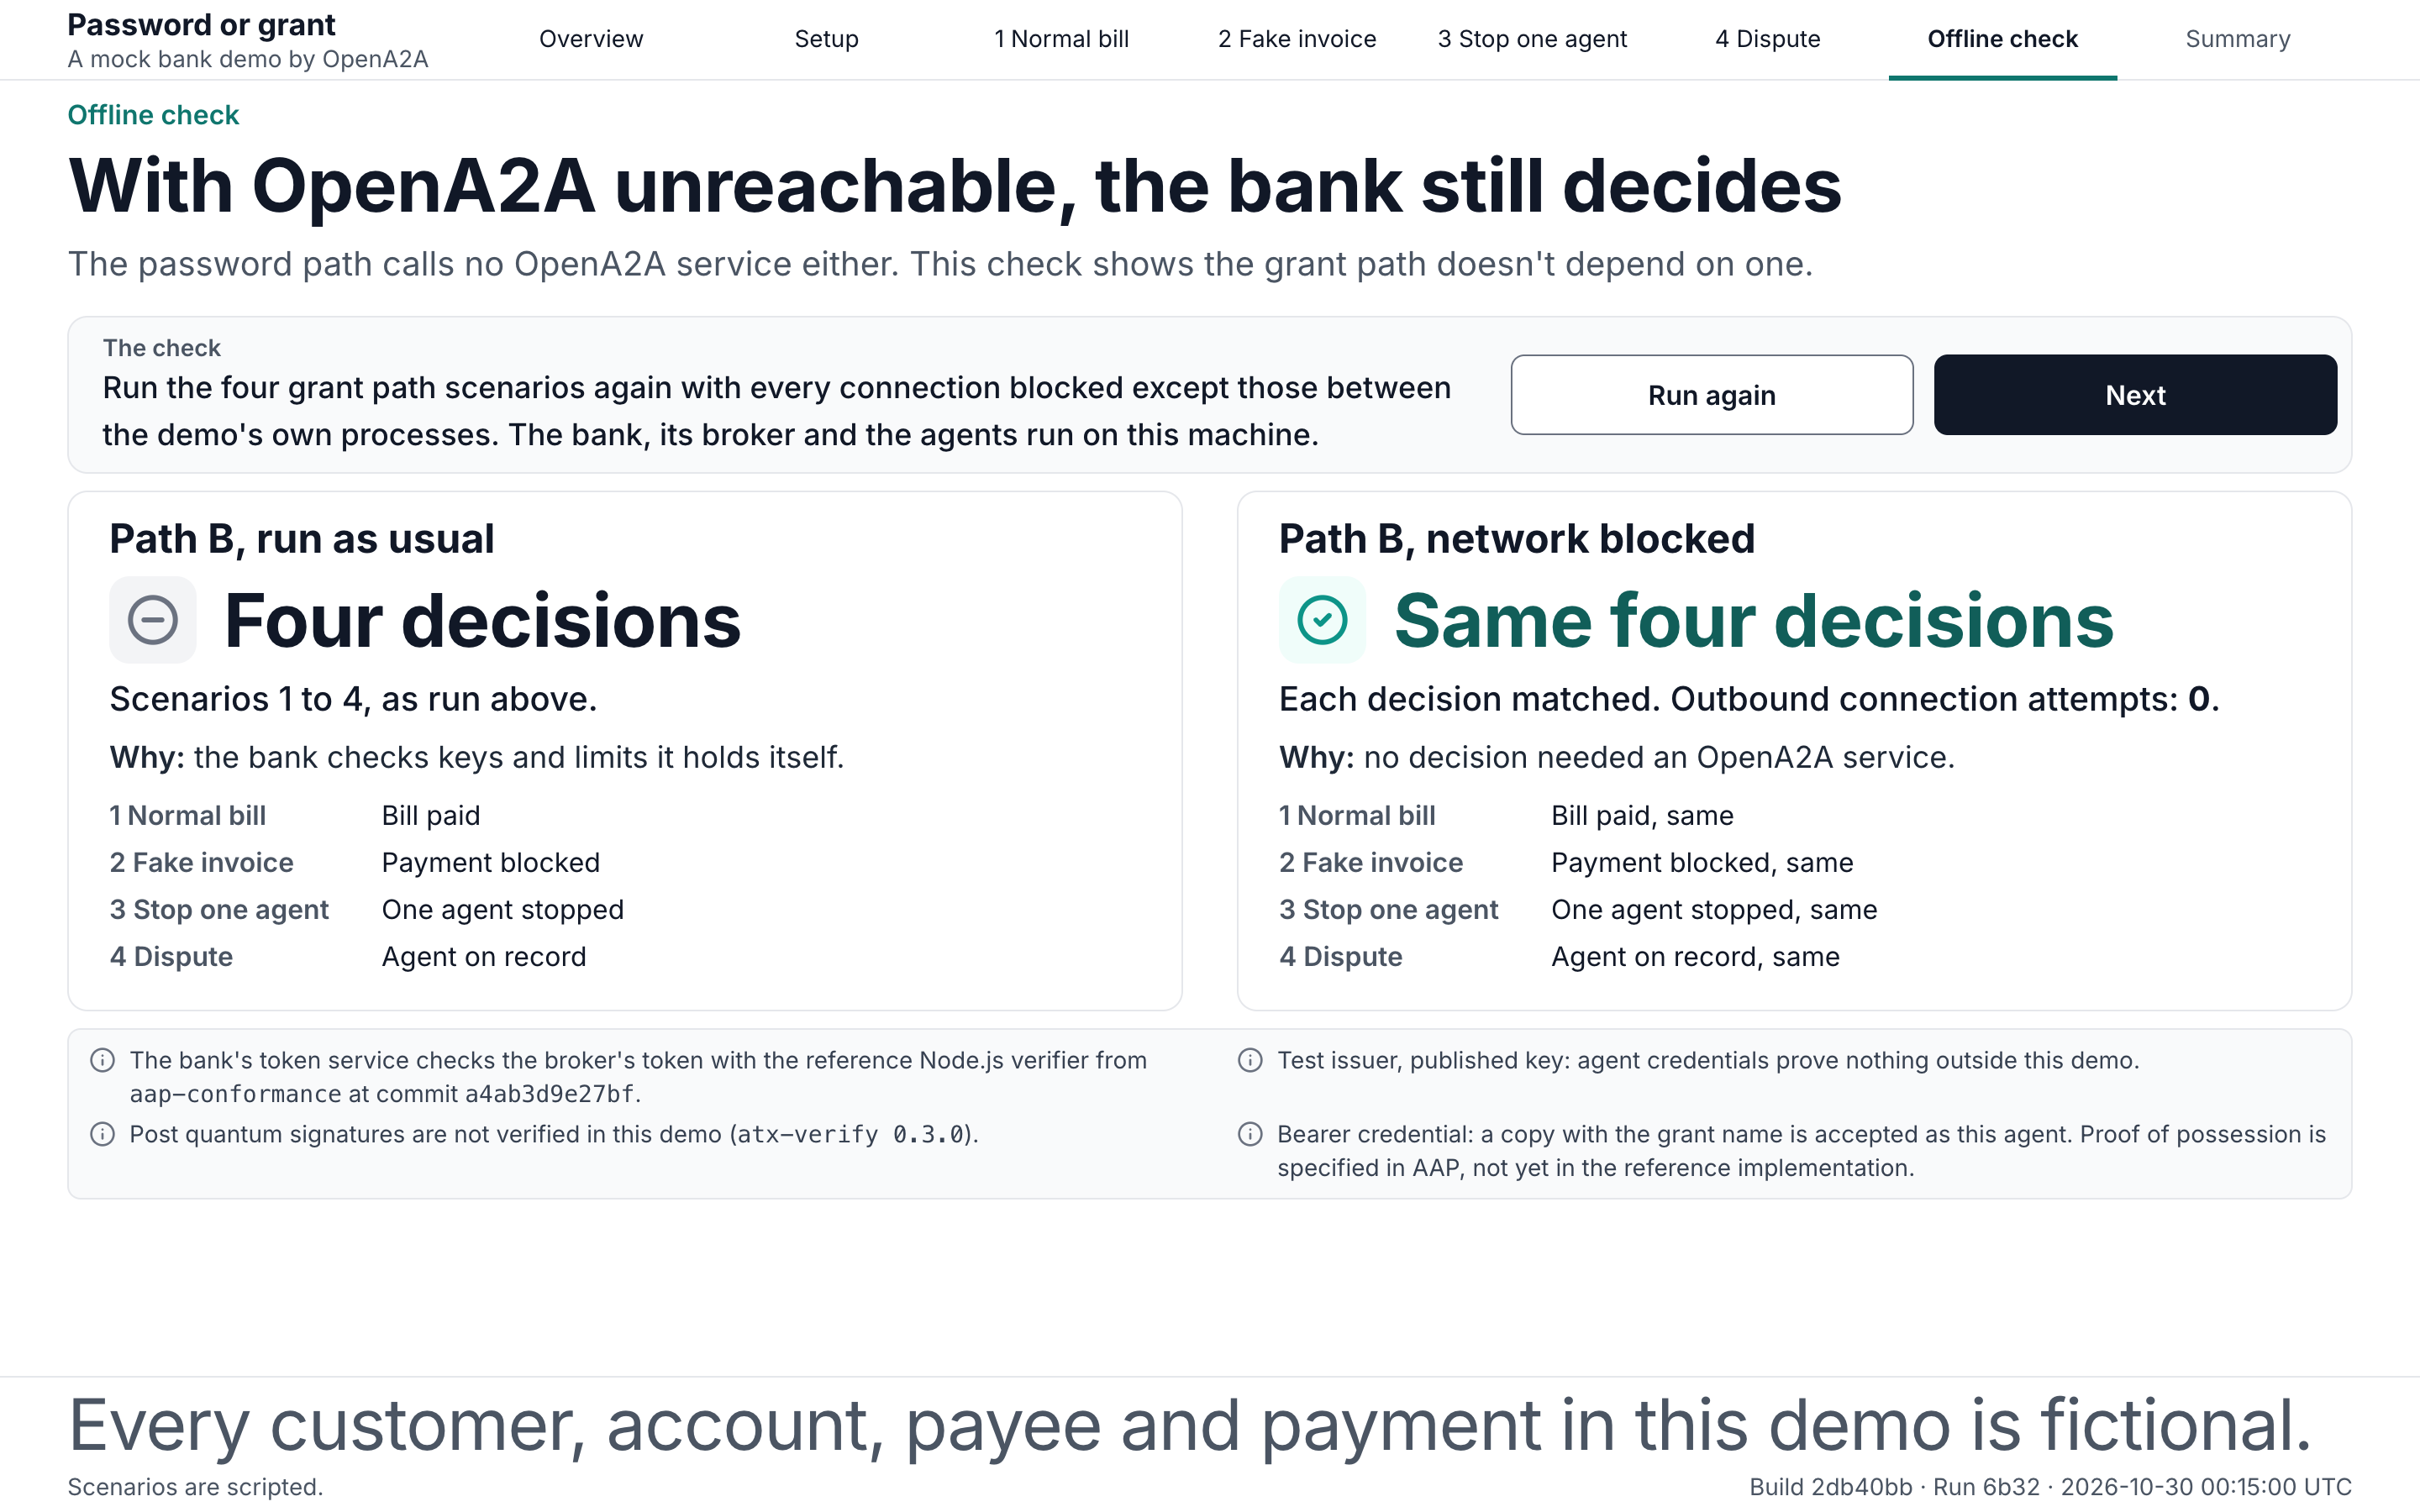 Password or grant
A mock bank demo by OpenA2A
Overview
Setup
1 Normal bill
2 Fake invoice
3 Stop one agent
4 Dispute
Offline check
Summary
Offline check
With OpenA2A unreachable, the bank still decides
The password path calls no OpenA2A service either. This check shows the grant path doesn't depend on one.
The check
Run the four grant path scenarios again with every connection blocked except those between
the demo's own processes. The bank, its broker and the agents run on this machine.
Run again
Next
Path B, run as usual
Four decisions
Scenarios 1 to 4, as run above.
Why: the bank checks keys and limits it holds itself.
1 Normal bill Bill paid
2 Fake invoice Payment blocked
3 Stop one agent One agent stopped
4 Dispute Agent on record
Path B, network blocked
Same four decisions
Each decision matched. Outbound connection attempts: 0.
Why: no decision needed an OpenA2A service.
1 Normal bill Bill paid, same
2 Fake invoice Payment blocked, same
3 Stop one agent One agent stopped, same
4 Dispute Agent on record, same
The bank's token service checks the broker's token with the reference Node.js verifier from
aap-conformance at commit a4ab3d9e27bf.
Test issuer, published key: agent credentials prove nothing outside this demo.
Post quantum signatures are not verified in this demo (atx-verify 0.3.0).
Bearer credential: a copy with the grant name is accepted as this agent. Proof of possession is
specified in AAP, not yet in the reference implementation.
Every customer, account, payee and payment in this demo is fictional.
Scenarios are scripted.
Build 2db40bb · Run 6b32 · 2026-10-30 00:15:00 UTC